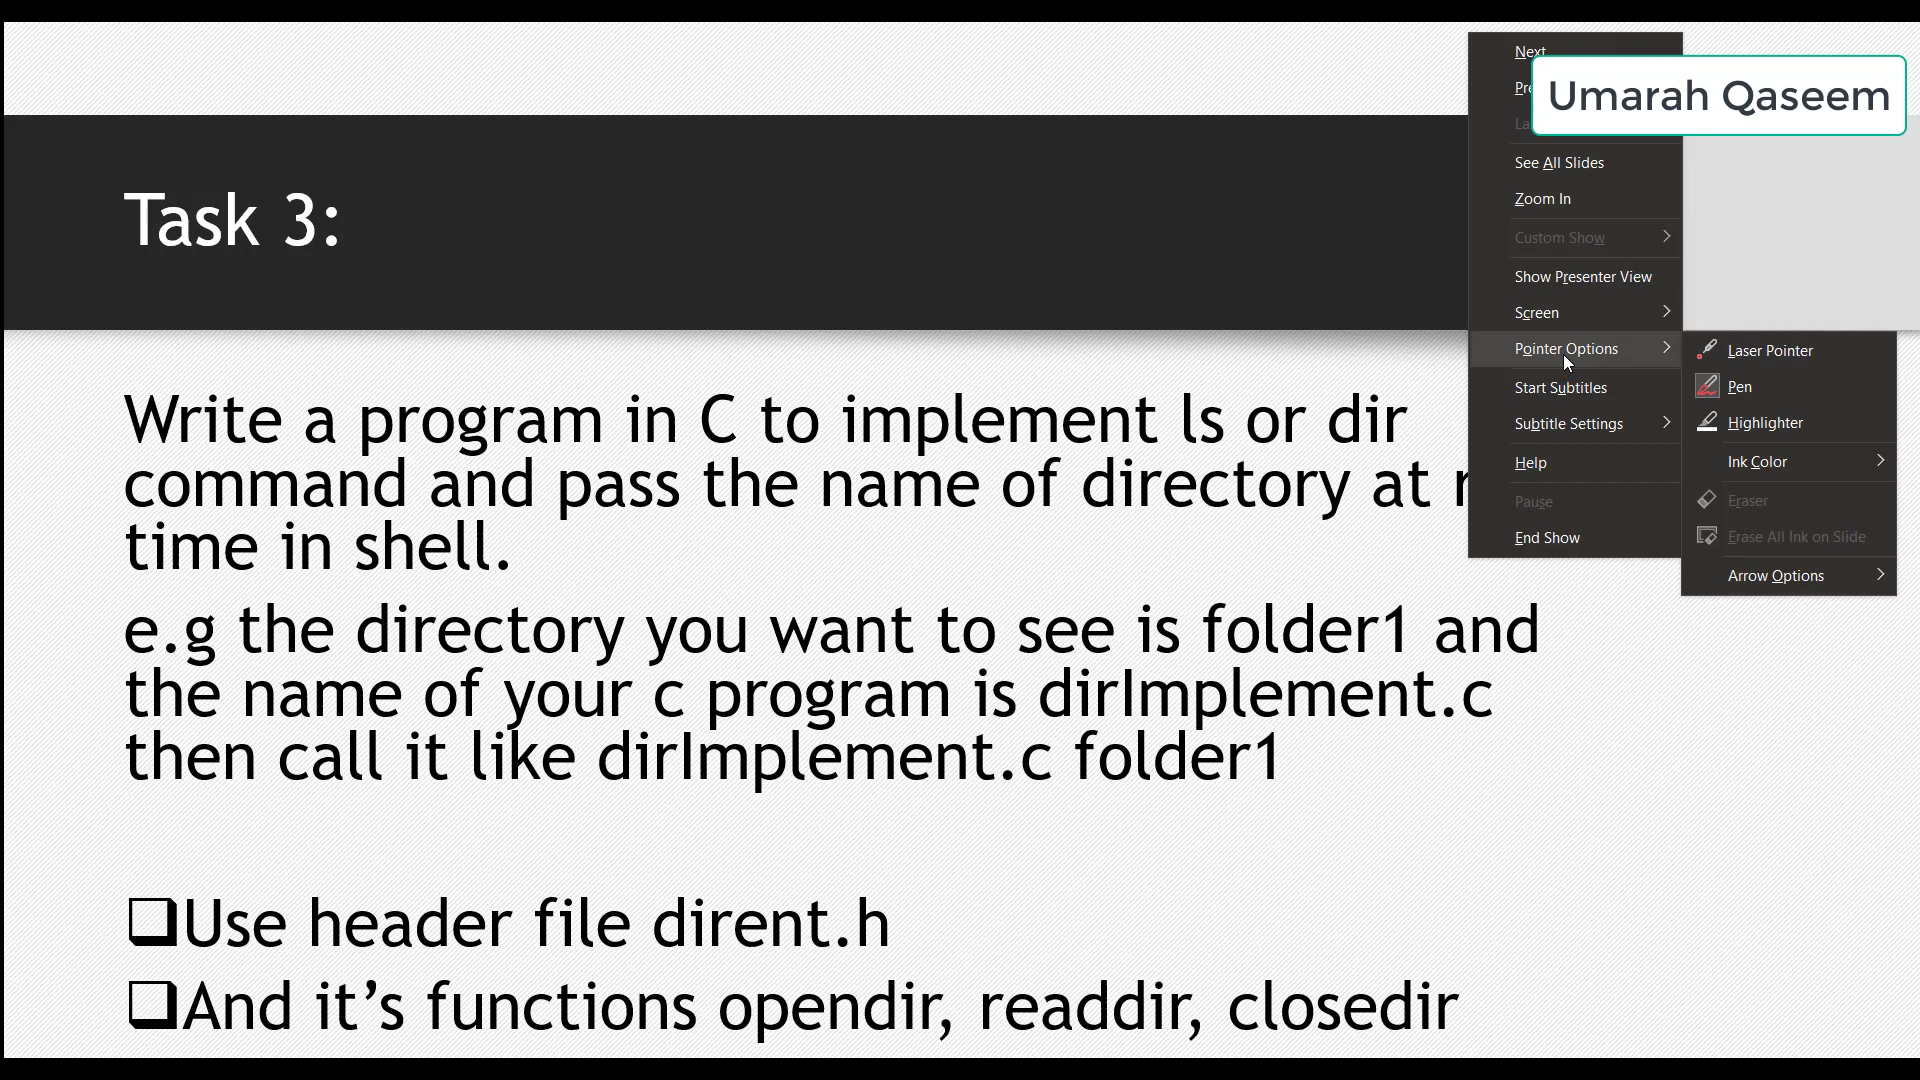 Task 3:
Write a program in C to implement ls or dir
command and pass the name of directory at
time in shell.
e.g the directory you want to see is folder1 and
the name of your c program is dirImplement.c
then call it like dirImplement.c folder1
❑Use header file dirent.h
❑And it’s functions opendir, readdir, closedir
Next
Umarah Qaseem
See All Slides
Zoom In
Custom Show
Show Presenter View
Screen
Pointer Options
Start Subtitles
Subtitle Settings
Help
Pause
End Show
Laser Pointer
Pen
Highlighter
Ink Color
Eraser
Erase All Ink on Slide
Arrow Options